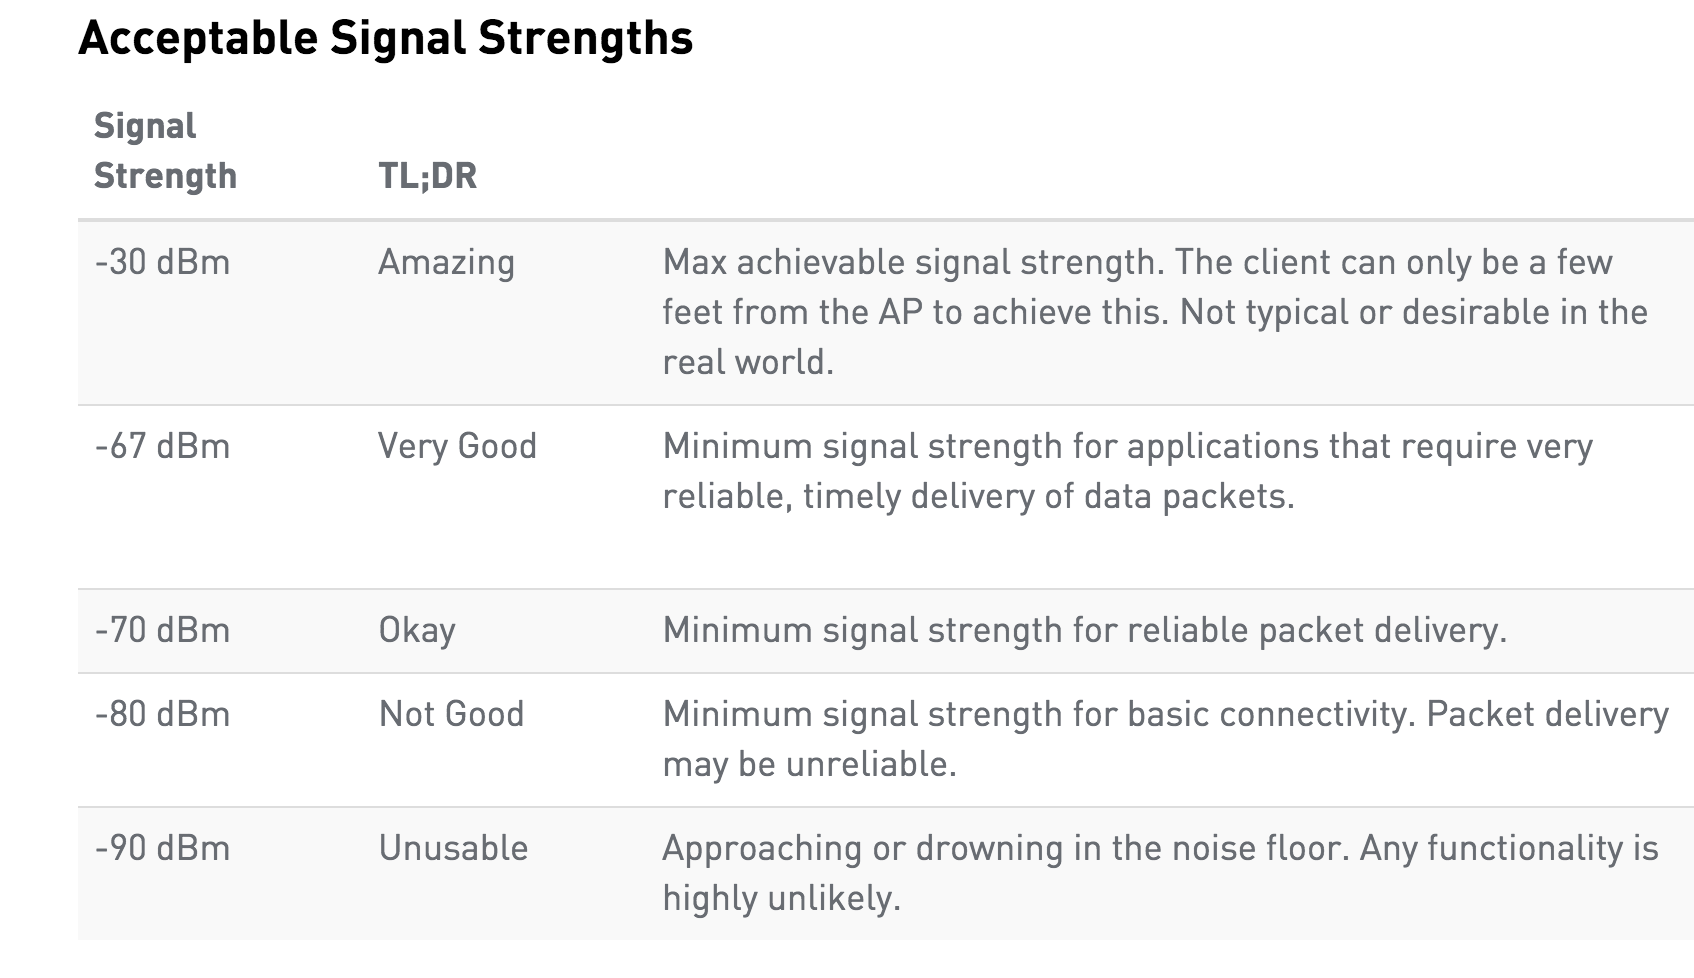 Acceptable Signal Strengths
Signal
Strength TL;DR
-30 dBm Amazing Max achievable signal strength. The client can only be a few
feet from the AP to achieve this. Not typical or desirable in the
real world.
-67 dBm Very Good Minimum signal strength for applications that require very
reliable, timely delivery of data packets.
-70 dBm Okay Minimum signal strength for reliable packet delivery.
-80 dBm Not Good Minimum signal strength for basic connectivity. Packet delivery
may be unreliable.
-90 dBm Unusable Approaching or drowning in the noise floor. Any functionality is
highly unlikely.